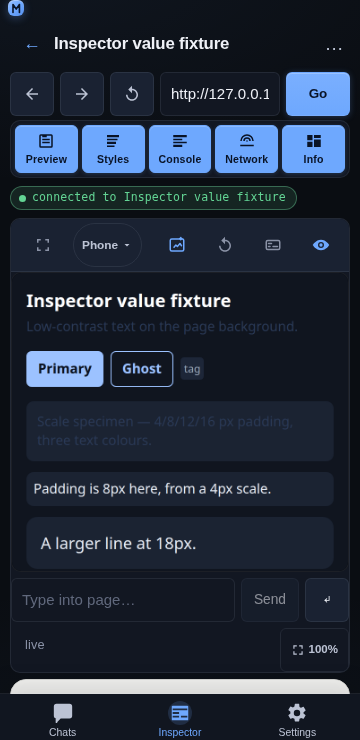 M
← Inspector value fixture ...
http://127.0.0.1 Go
Preview Styles Console Network Info
connected to Inspector value fixture
Phone
Inspector value fixture
Low-contrast text on the page background.
Primary Ghost tag
Scale specimen — 4/8/12/16 px padding,
three text colours.
Padding is 8px here, from a 4px scale.
A larger line at 18px.
Type into page… Send
live
100%
Chats Inspector Settings